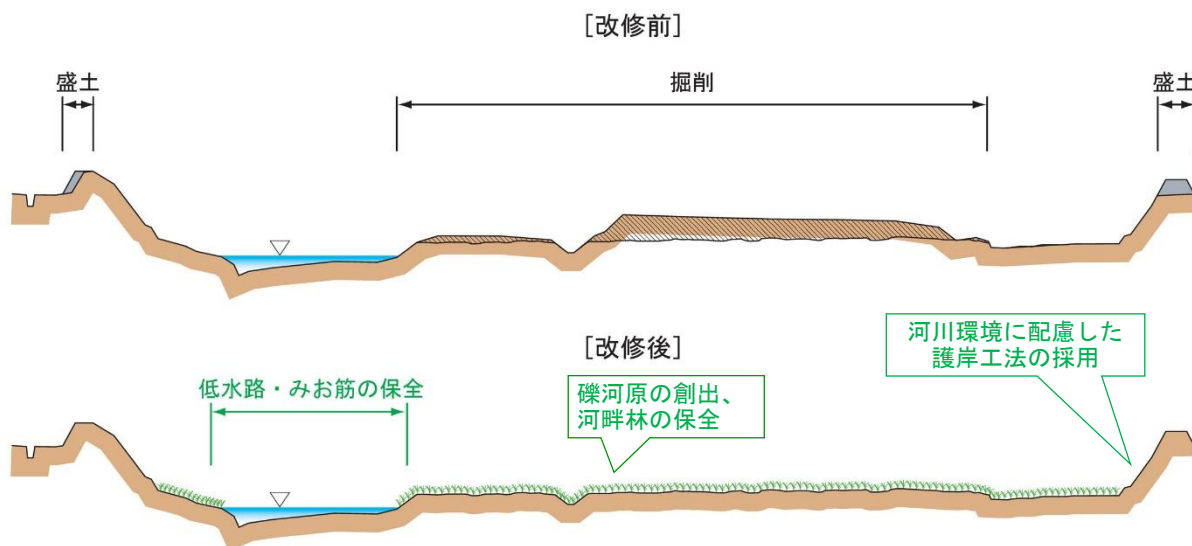 [改修前]
盛土
掘削
盛土
[改修後]
河川環境に配慮した
護岸工法の採用
低水路・みお筋の保全
礫河原の創出、
河畔林の保全